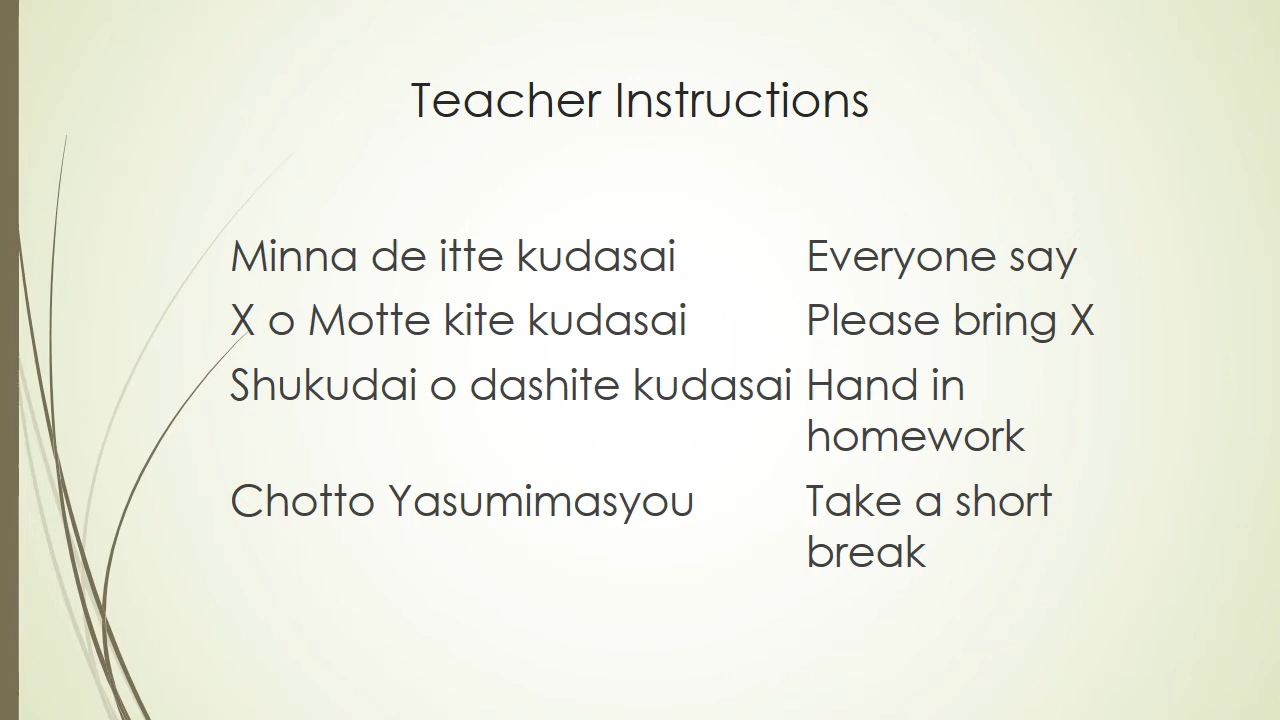 Teacher Instructions
Minna de itte kudasai Everyone say
X o Motte kite kudasai Please bring X
Shukudai o dashite kudasai Hand in
homework
Chotto Yasumimasyou Take a short
break